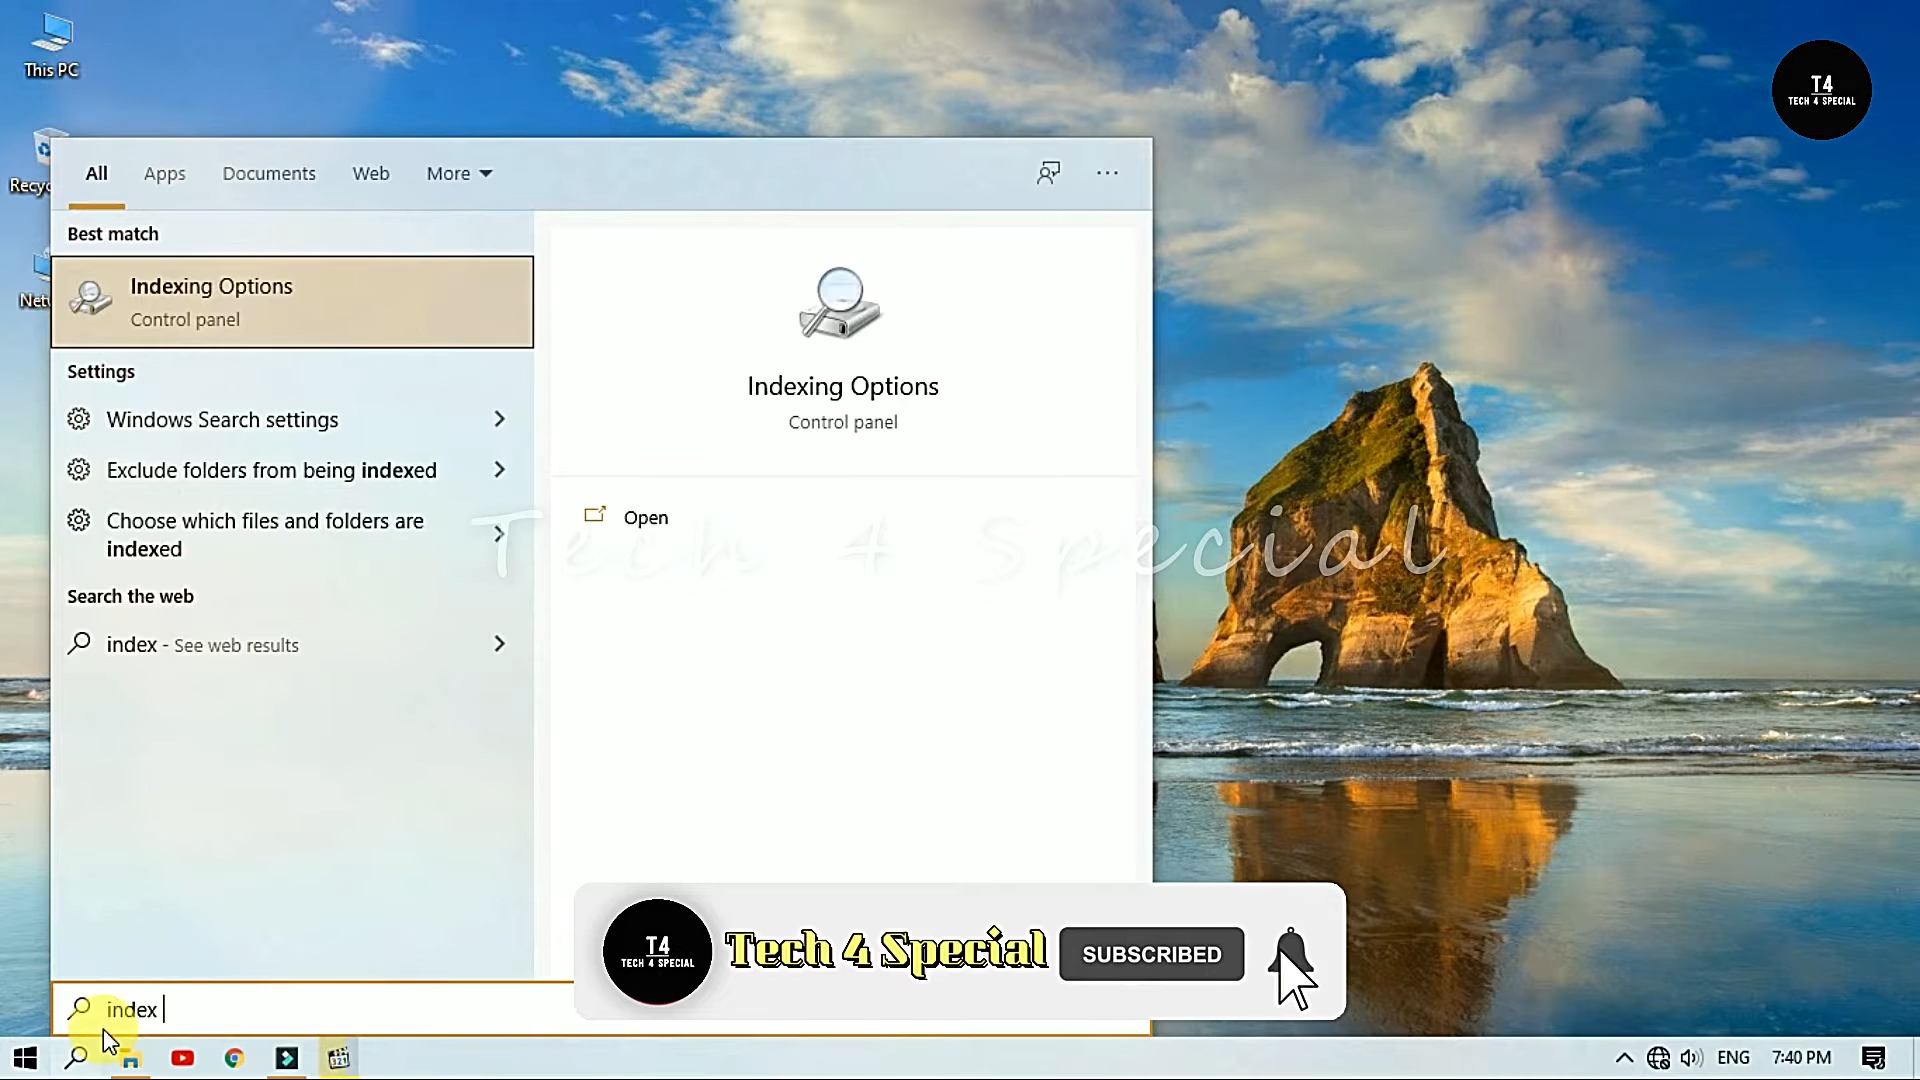 This PC
T4
TECH 4 SPECIAL
Recyc
Net
All Apps Documents Web More ...
Best match
Indexing Options
Control panel
Settings
Windows Search settings
Exclude folders from being indexed
Choose which files and folders are
indexed
Search the web
index - See web results
Indexing Options
Control panel
Open
Tech 4 Special
T4
TECH 4 SPECIAL
Tech 4 Special
SUBSCRIBED
index
321
ENG 7:40 PM